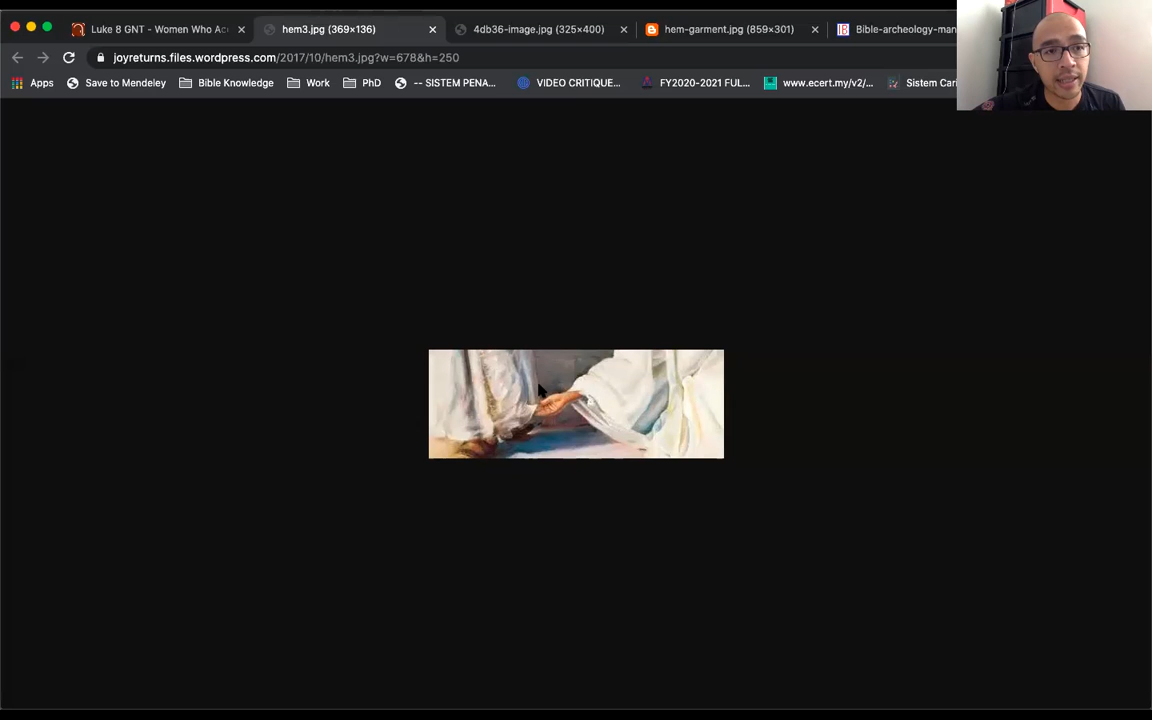 Luke 8 GNT - Women Who Acc
hem3.jpg (369×136)
4db36-image.jpg (325×400)
hem-garment.jpg (859×301)
Bible-archeology-man
joyreturns.files.wordpress.com/2017/10/hem3.jpg?w=678&h=250
Apps
Save to Mendeley
Bible Knowledge
Work
PhD
-- SISTEM PENA...
VIDEO CRITIQUE...
FY2020-2021 FUL...
www.ecert.my/v2/...
Sistem Cari